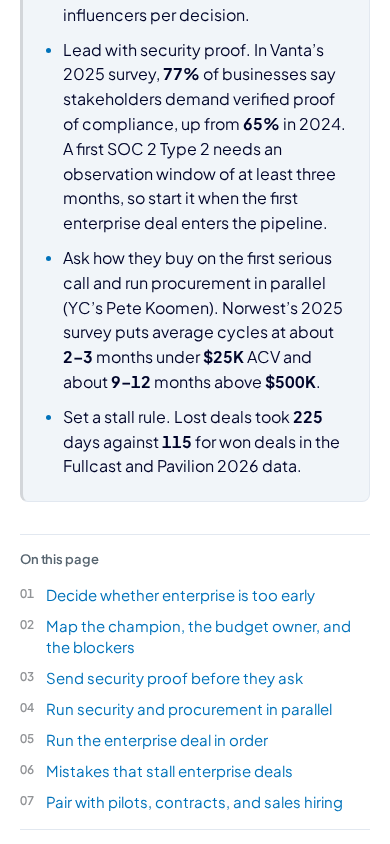 influencers per decision.
Lead with security proof. In Vanta’s
2025 survey, 77% of businesses say
stakeholders demand verified proof
of compliance, up from 65% in 2024.
A first SOC 2 Type 2 needs an
observation window of at least three
months, so start it when the first
enterprise deal enters the pipeline.
Ask how they buy on the first serious
call and run procurement in parallel
(YC’s Pete Koomen). Norwest’s 2025
survey puts average cycles at about
2–3 months under $25K ACV and
about 9–12 months above $500K.
Set a stall rule. Lost deals took 225
days against 115 for won deals in the
Fullcast and Pavilion 2026 data.
On this page
01 Decide whether enterprise is too early
02 Map the champion, the budget owner, and
the blockers
03 Send security proof before they ask
04 Run security and procurement in parallel
05 Run the enterprise deal in order
06 Mistakes that stall enterprise deals
07 Pair with pilots, contracts, and sales hiring